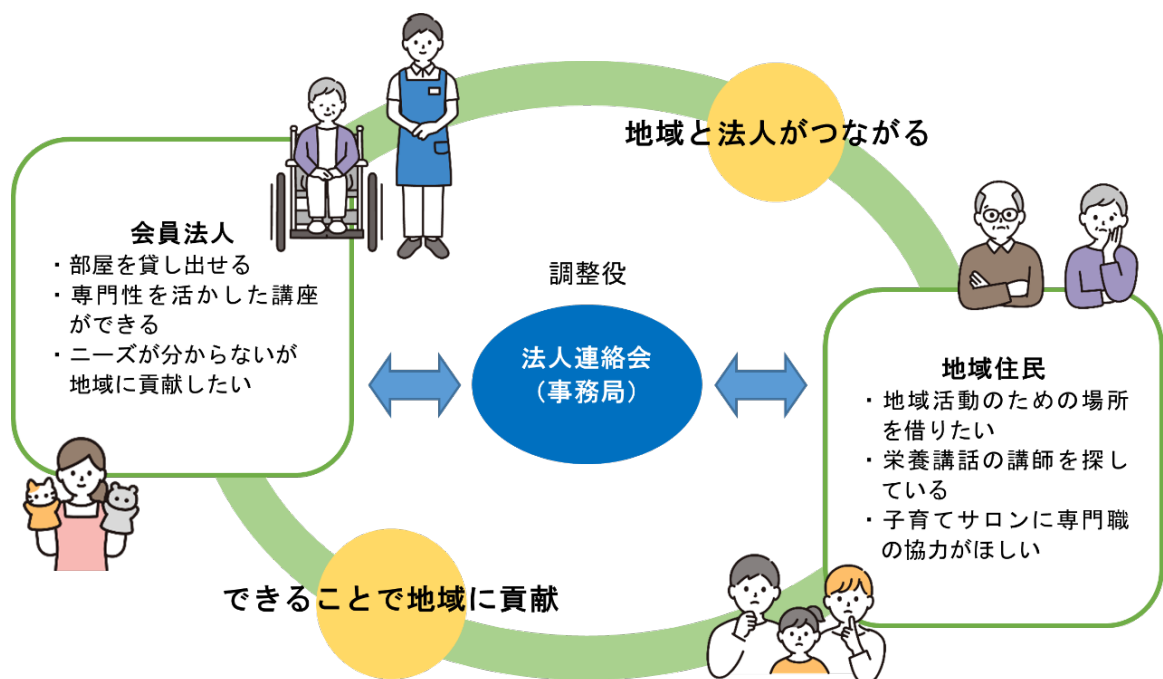 地域と法人がつながる
会員法人
・部屋を貸し出せる
・専門性を活かした講座
ができる
・ニーズが分からないが
地域に貢献したい
調整役
法人連絡会
(事務局)
地域住民
・地域活動のための場所
を借りたい
・栄養講話の講師を探し
ている
・子育てサロンに専門職
の協力がほしい
できることで地域に貢献